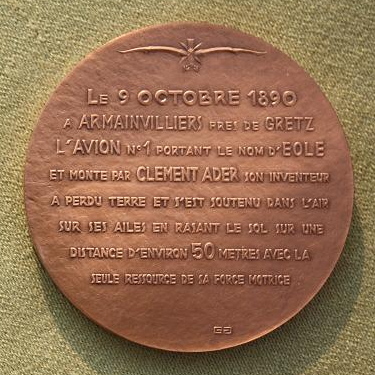 LE 9 OCTOBRE 1890
A ARMAINVILLIERS PRES DE GRETZ
L'AVION N°1 PORTANT LE NOM D'EOLE
ET MONTE PAR CLEMENT ADER SON INVENTEUR
A PERDU TERRE ET S'EST SOUTENU DANS L'AIR
SUR SES AILES EN RASANT LE SOL SUR UNE
DISTANCE D'ENVIRON 50 METRES AVEC LA
SEULE RESSOURCE DE SA FORCE MOTRICE